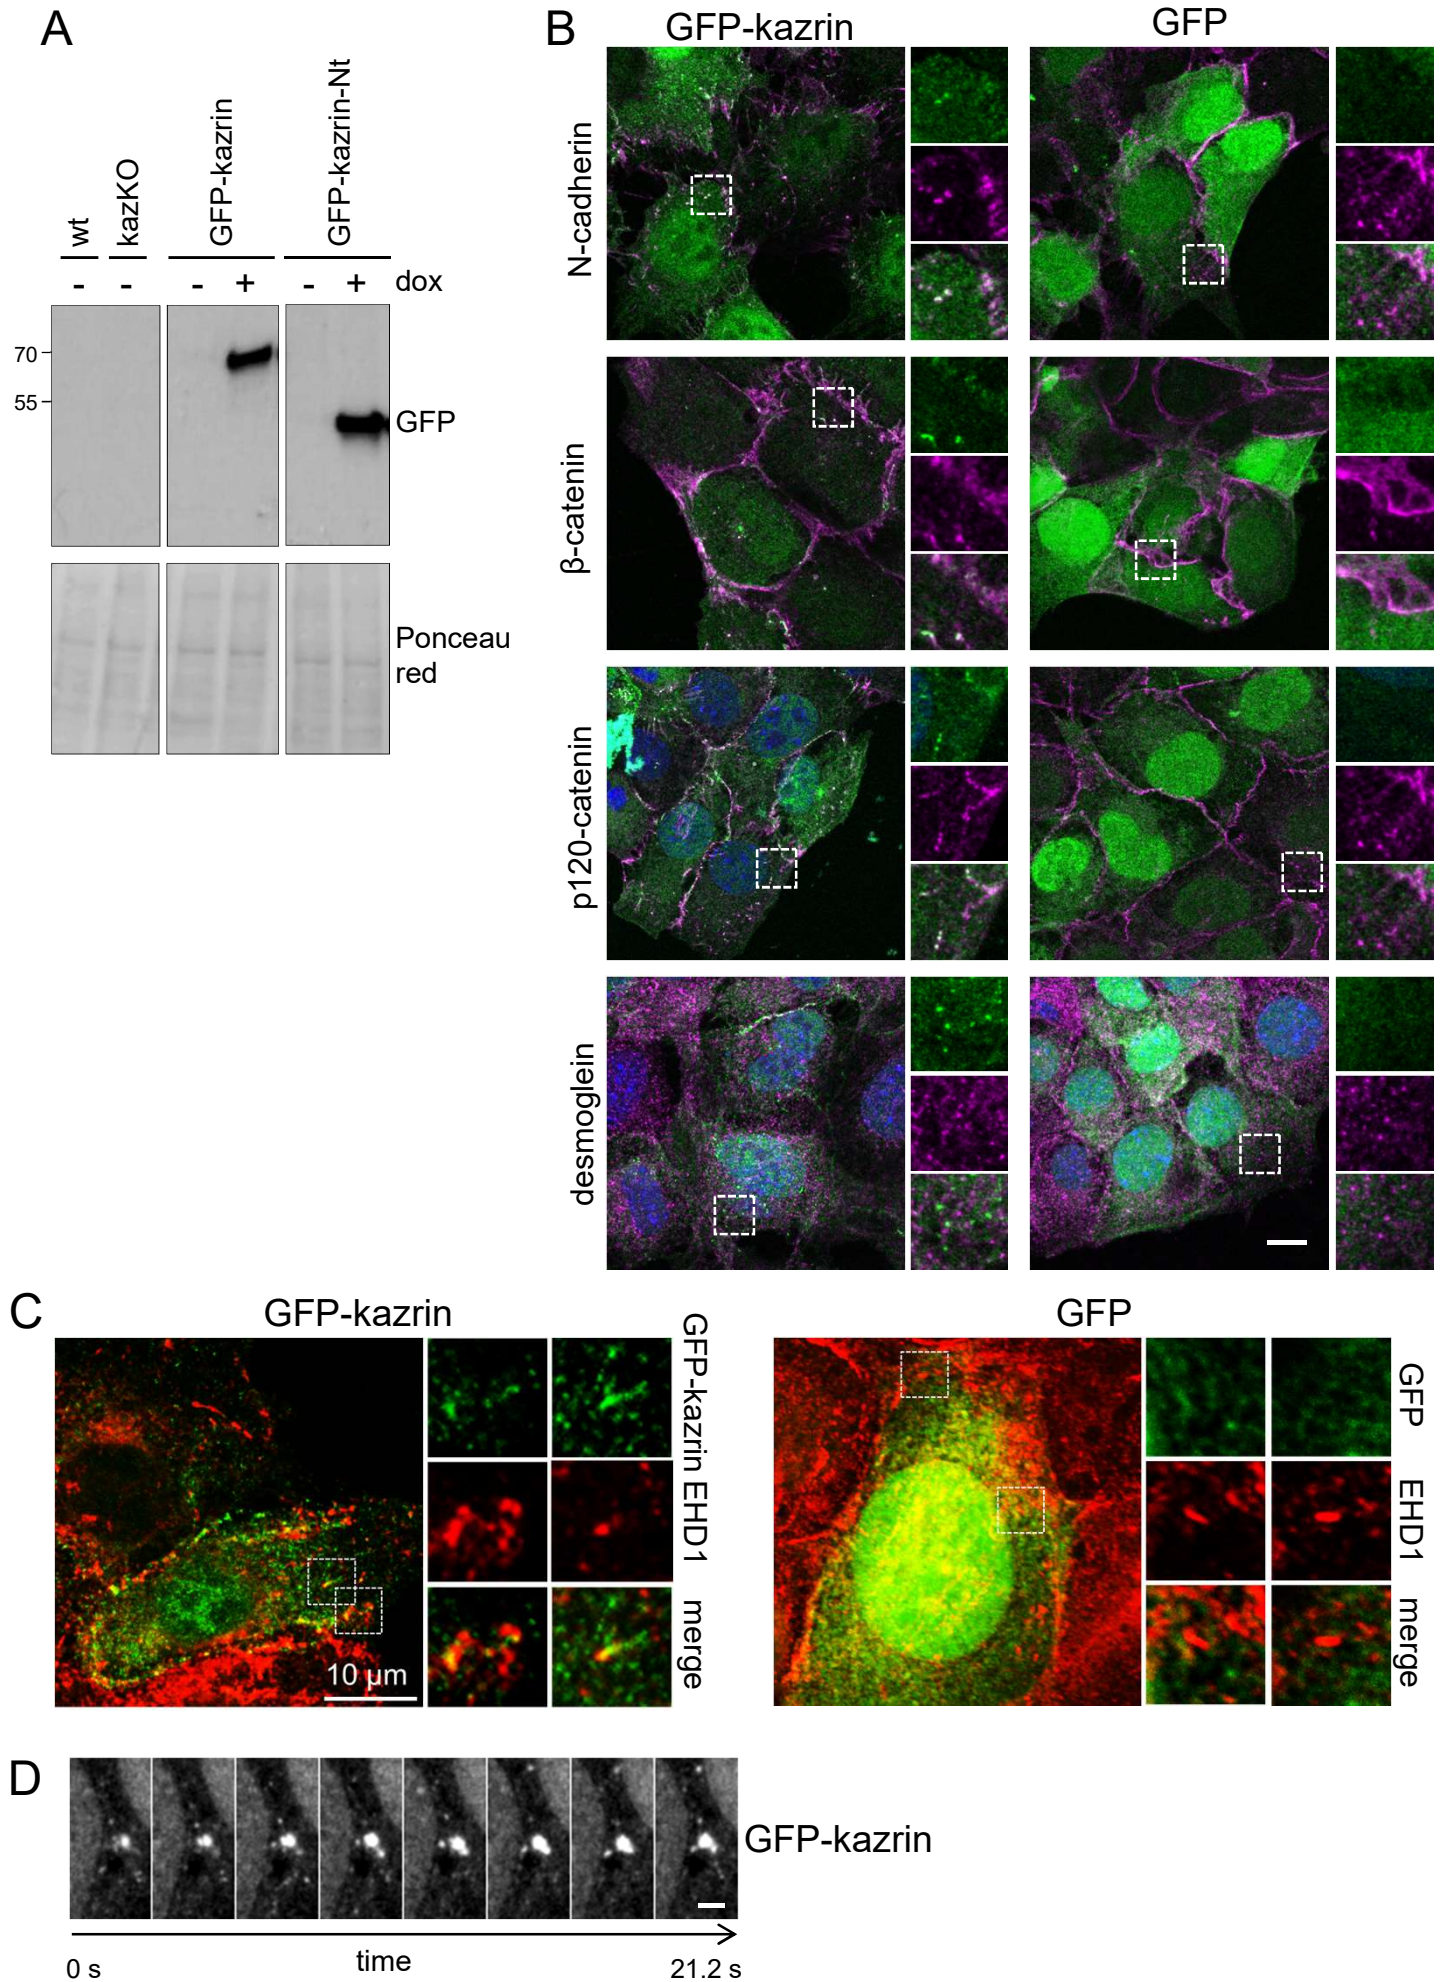 A
wt
kazKO
GFP-kazrin
GFP-kazrin-Nt
- - - + - + dox
70
55
GFP
Ponceau
red
B
GFP-kazrin
GFP
N-cadherin
β-catenin
p120-catenin
desmoglein
C
GFP-kazrin
GFP
GFP-kazrin EHD1 merge
10 µm
GFP
EHD1
merge
D
GFP-kazrin
0 s
time
21.2 s